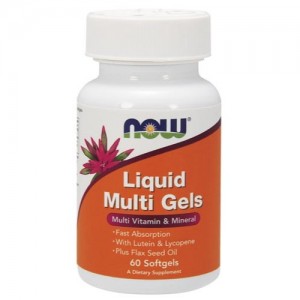 NOW
Liquid
Multi Gels
Multi Vitamin & Mineral
• Fast Absorption
• With Lutein & Lycopene
• Plus Flax Seed Oil
60 Softgels
A Dietary Supplement